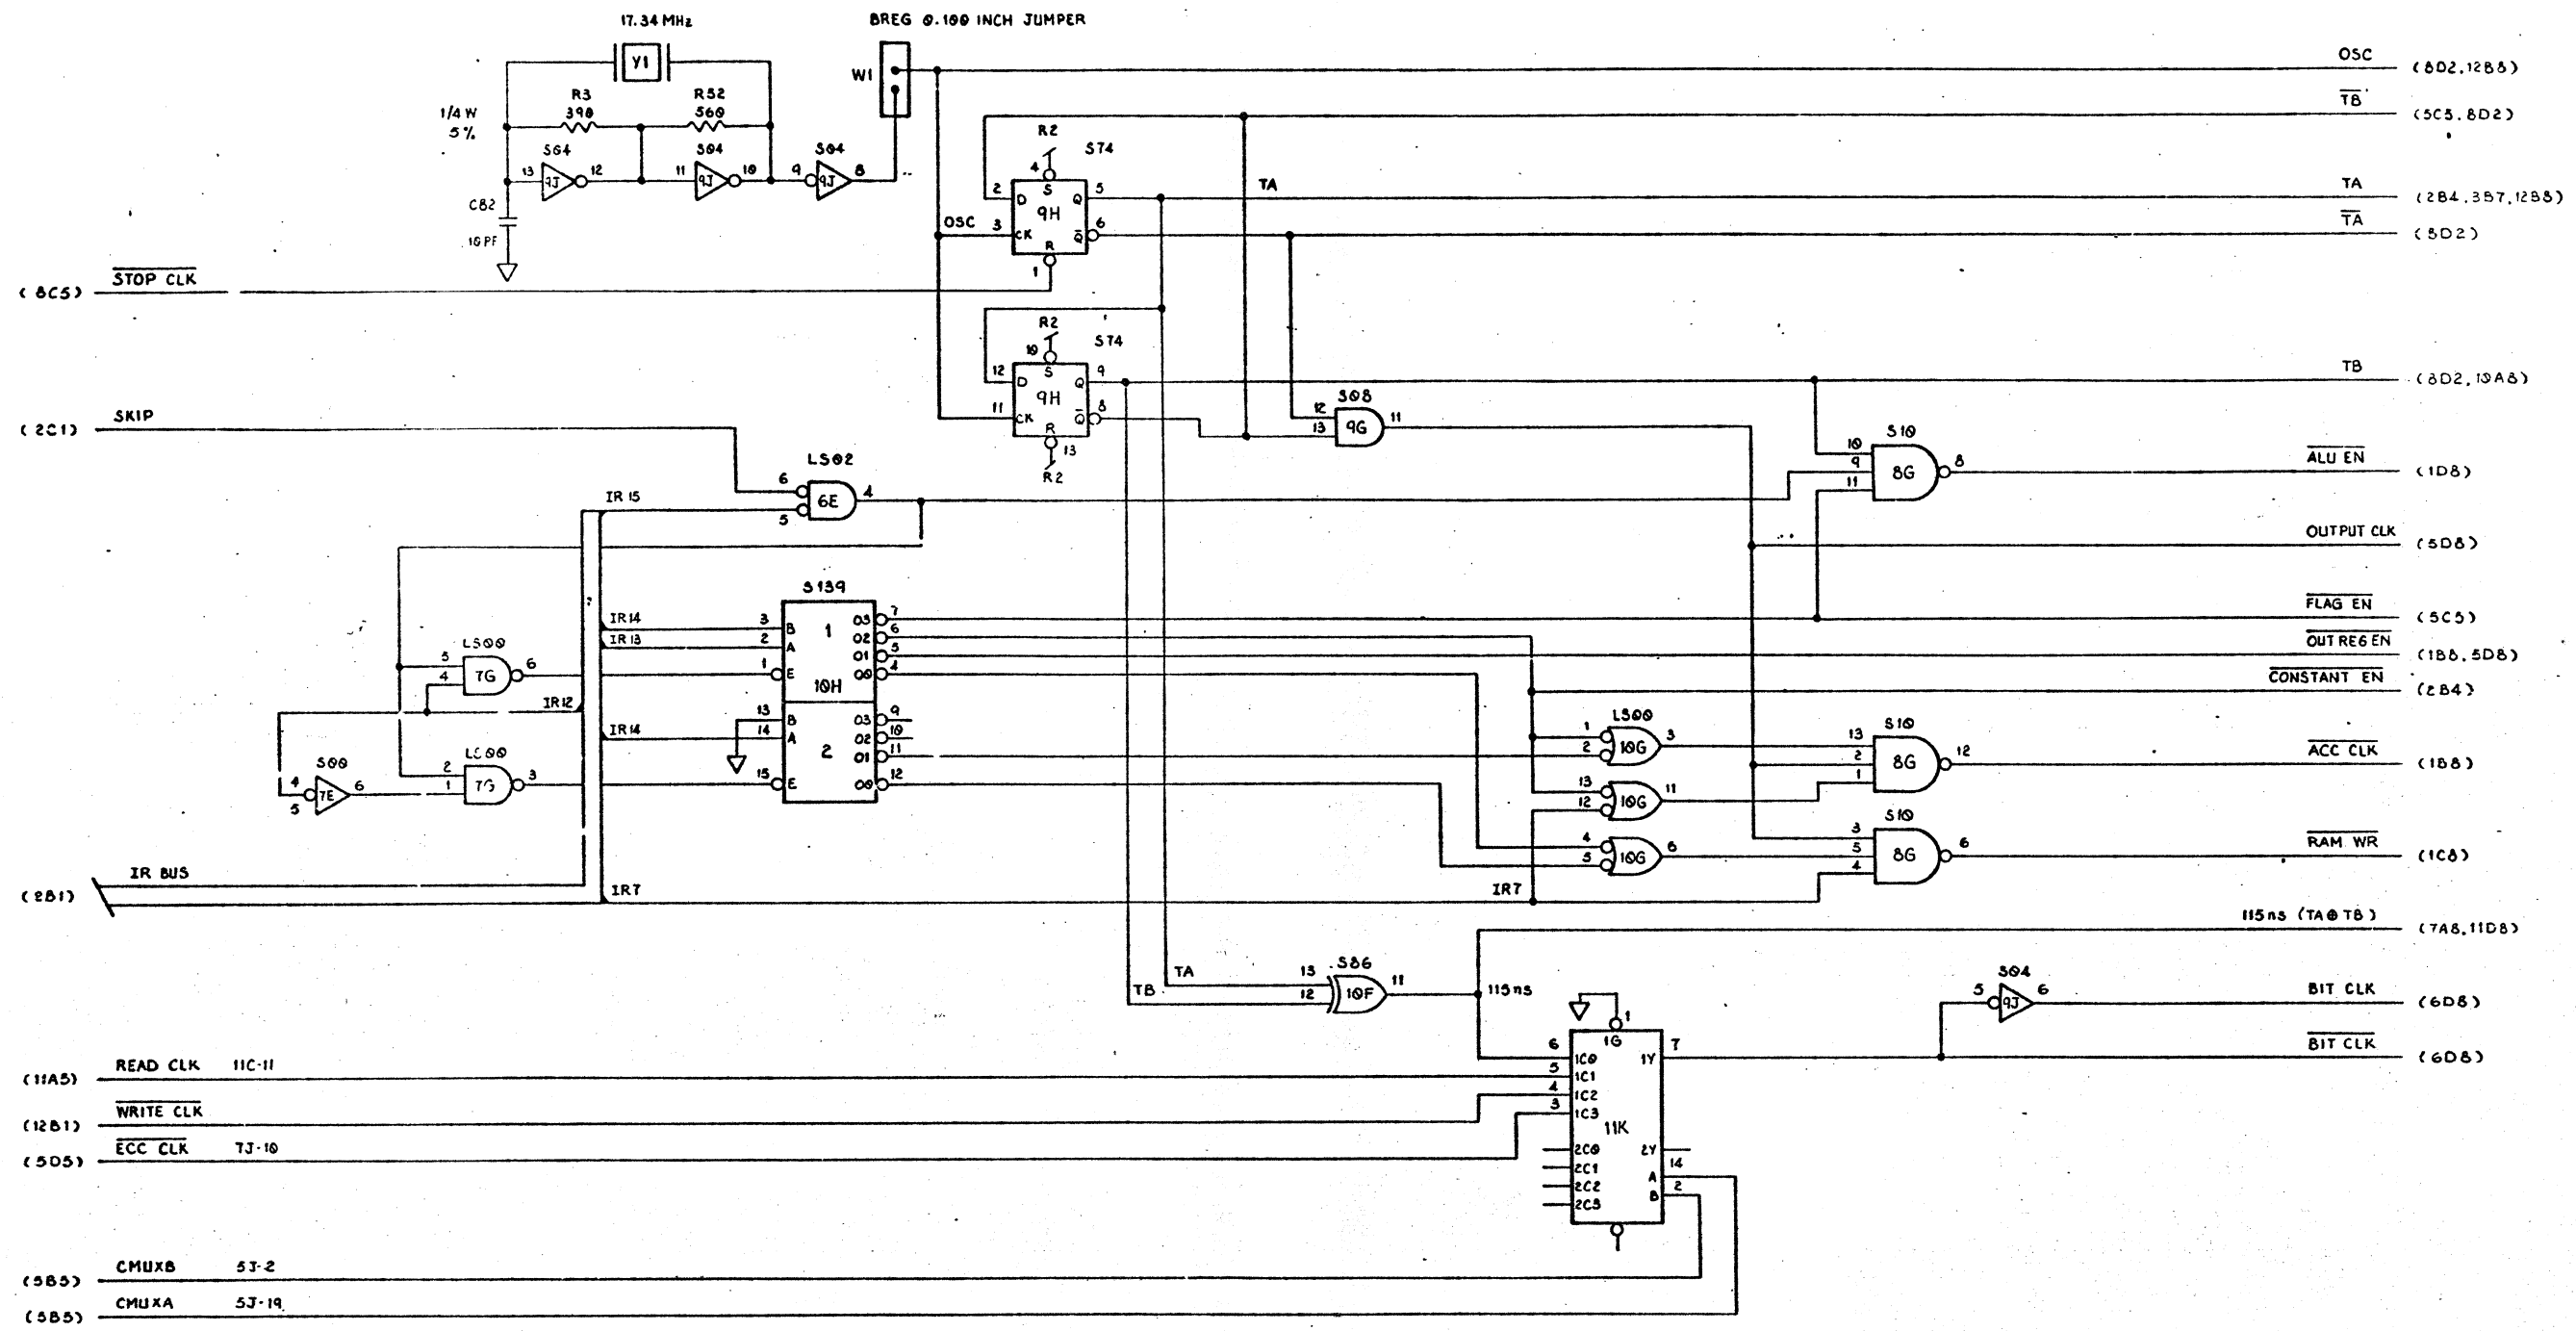 17.34 MHz
BREG 0.100 INCH JUMPER
Y1
W1
OSC
(8D2,12B8)
R3
390
R52
560
1/4 W
5%
TB
(5C5,8D2)
S04
13 9J 12
S04
11 9J 10
S04
9 9J 8
C82
10PF
R2
S74
4
S
2 D
Q 5
9H
OSC 3 CK
Q 6
R
1
TA
TA
(2B4,3B7,12B8)
TA
(8D2)
(8C5)
STOP CLK
R2
S74
10
S
12 D
Q 9
9H
11 CK
Q 8
R
13
R2
TB
(8D2,10A8)
(2C1)
SKIP
S08
12
13
9G
11
LS02
6
5
6E
4
IR 15
S10
10
9
11
8G
8
ALU EN
(1D8)
OUTPUT CLK
(5D8)
S139
IR14
3 B
1
O3 7
IR13
2 A
O2 6
O1 5
1 E
O0 4
10H
FLAG EN
(5C5)
OUT REG EN
(1B8,5D8)
CONSTANT EN
(2B4)
LS00
5
4
7G
6
IR12
13 B
O3 9
IR14
14 A
O2 10
2
O1 11
15 E
O0 12
LS00
2
1
7G
3
S00
4
5
7E
6
LS00
1
2
10G
3
13
12
10G
11
4
5
10G
6
S10
13
2
1
8G
12
ACC CLK
(1B8)
S10
3
5
4
8G
6
RAM WR
(1C8)
(2B1)
IR BUS
IR7
IR7
115ns (TA⊕TB)
(7A8,11D8)
TA
TB
S86
13
12
10F
11
115ns
S04
5 9J 6
BIT CLK
(6D8)
BIT CLK
(6D8)
1
1G
6 1C0
1Y 7
5 1C1
4 1C2
3 1C3
11K
2C0
2Y
2C1
14
A
2C2
2
B
2C3
(11A5)
READ CLK 11C-11
(12B1)
WRITE CLK
(5D5)
ECC CLK 7J-10
(5B5)
CMUXB 5J-2
(5B5)
CMUXA 5J-19